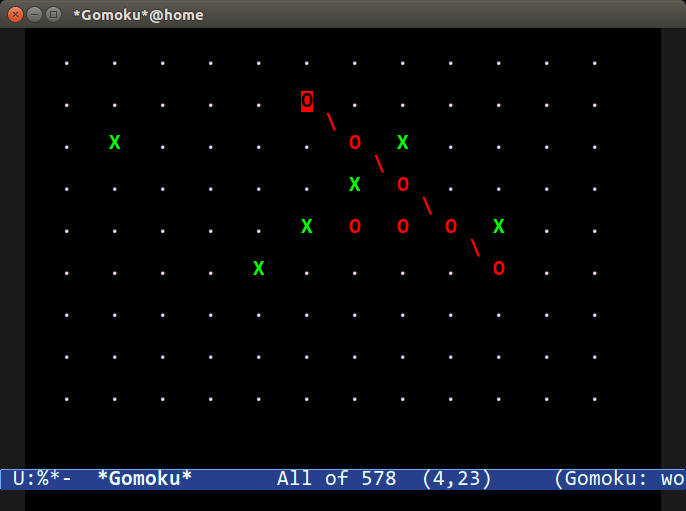 *Gomoku*@home
. . . . . . . . . . . .
. . . . . O . . . . . .
\
. X . . . . O X . . . .
\
. . . . . . X O . . . .
\
. . . . . X O O O X . .
\
. . . . X . . . . O . .
. . . . . . . . . . . .
. . . . . . . . . . . .
. . . . . . . . . . . .
U:%*- *Gomoku* All of 578 (4,23) (Gomoku: wo